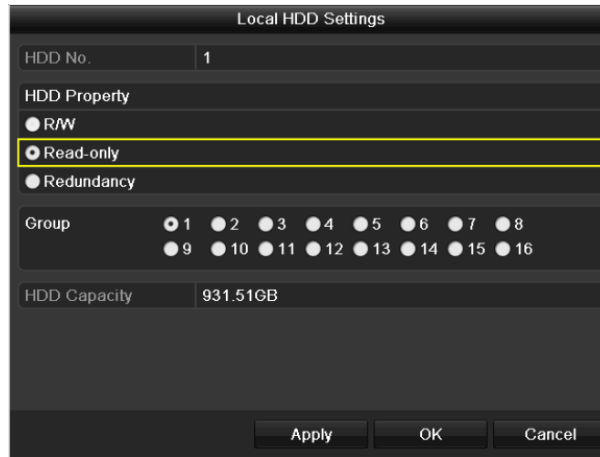 Local HDD Settings
HDD No. 1
HDD Property
R/W
Read-only
Redundancy
Group 1 2 3 4 5 6 7 8
9 10 11 12 13 14 15 16
HDD Capacity 931.51GB
Apply OK Cancel